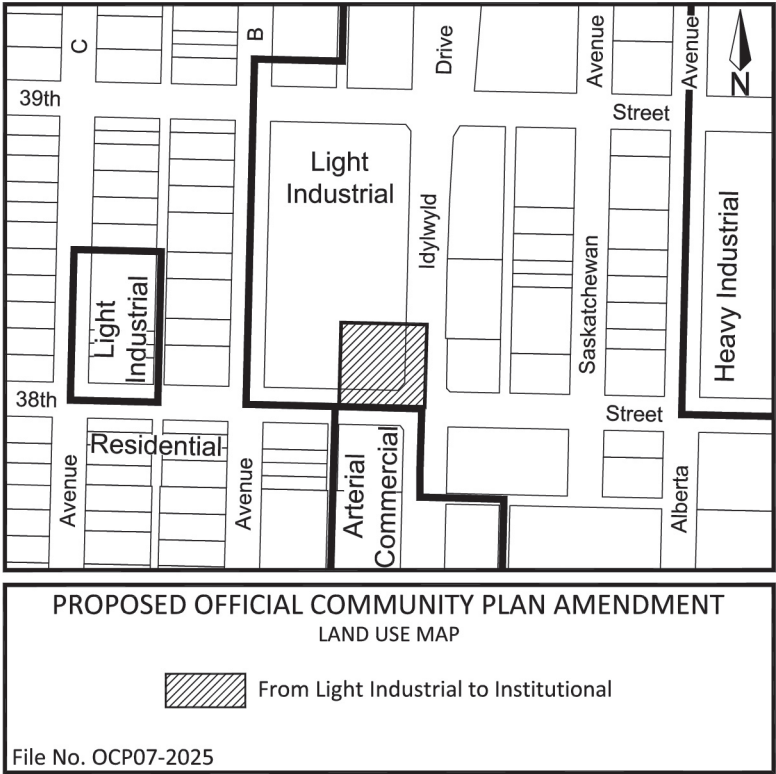 C
B
Drive
Avenue
Avenue
N
39th
Street
Light
Industrial
Idylwyld
Saskatchewan
Heavy Industrial
Light
Industrial
38th
Street
Residential
Avenue
Avenue
Arterial
Commercial
Alberta
PROPOSED OFFICIAL COMMUNITY PLAN AMENDMENT
LAND USE MAP
From Light Industrial to Institutional
File No. OCP07-2025